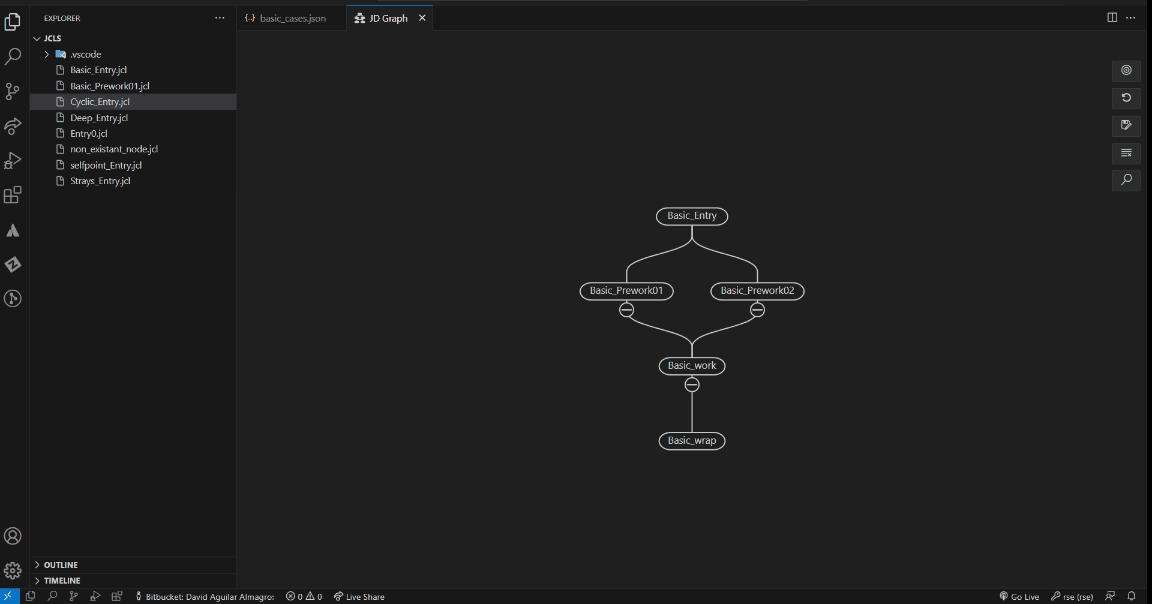 EXPLORER
JCLS
.vscode
Basic_Entry.jcl
Basic_Prework01.jcl
Cyclic_Entry.jcl
Deep_Entry.jcl
Entry0.jcl
non_existant_node.jcl
selfpoint_Entry.jcl
Strays_Entry.jcl
OUTLINE
TIMELINE
{..} basic_cases.json
JD Graph
Basic_Entry
Basic_Prework01 Basic_Prework02
Basic_work
Basic_wrap
Bitbucket: David Aguilar Almagro: 0 0 Live Share Go Live rse (rse)